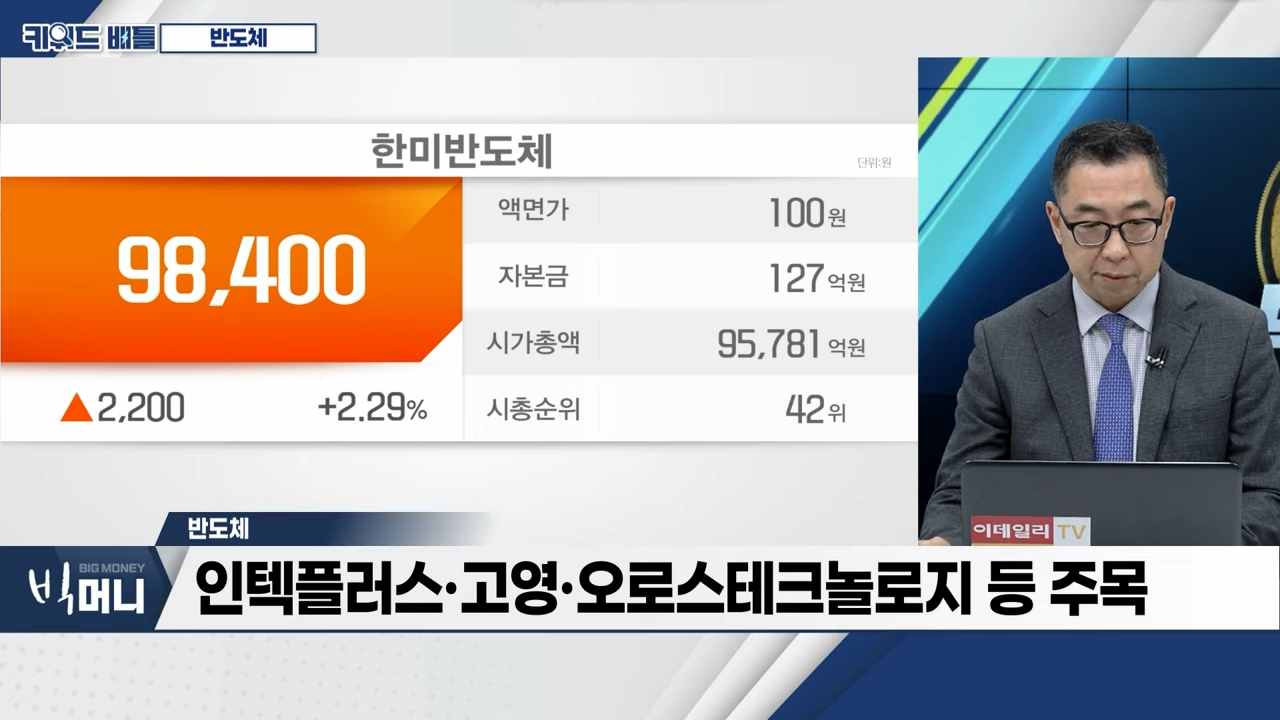 키워드 배틀
반도체
한미반도체
단위:원
98,400
▲2,200 +2.29%
액면가 100원
자본금 127억원
시가총액 95,781억원
시총순위 42위
이데일리 TV
반도체
BIG MONEY
빅머니
인텍플러스·고영·오로스테크놀로지 등 주목